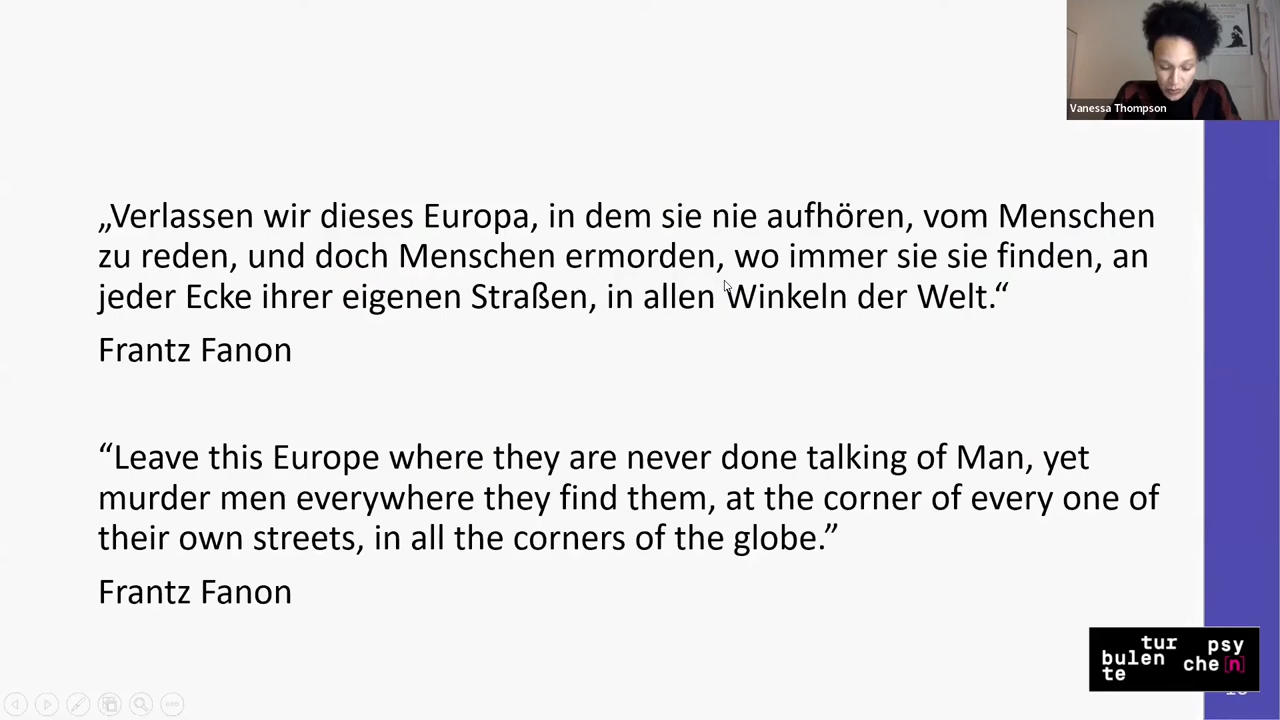 Vanessa Thompson
„Verlassen wir dieses Europa, in dem sie nie aufhören, vom Menschen
zu reden, und doch Menschen ermorden, wo immer sie sie finden, an
jeder Ecke ihrer eigenen Straßen, in allen Winkeln der Welt.“
Frantz Fanon
“Leave this Europe where they are never done talking of Man, yet
murder men everywhere they find them, at the corner of every one of
their own streets, in all the corners of the globe.”
Frantz Fanon
tur
bulen
te
psy
che[n]